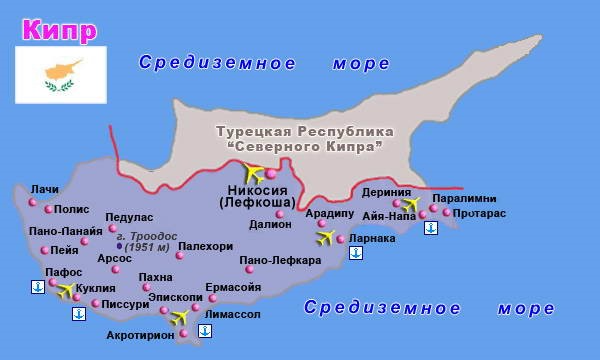 Кипр
Средиземное море
Турецкая Республика
“Северного Кипра”
Никосия
(Лефкоша)
Дериния
Паралимни
Лачи
Полис
Педулас
Далион
Арадипу
Айя-Напа
Протарас
Пано-Панайя
г. Троодос
(1951 м)
Ларнака
Пейя
Арсос
Палехори
Пано-Лефкара
Пафос
Куклия
Пахна
Ермасойя
Писсури
Эпископи
Лимассол
Средиземное море
Акротирион